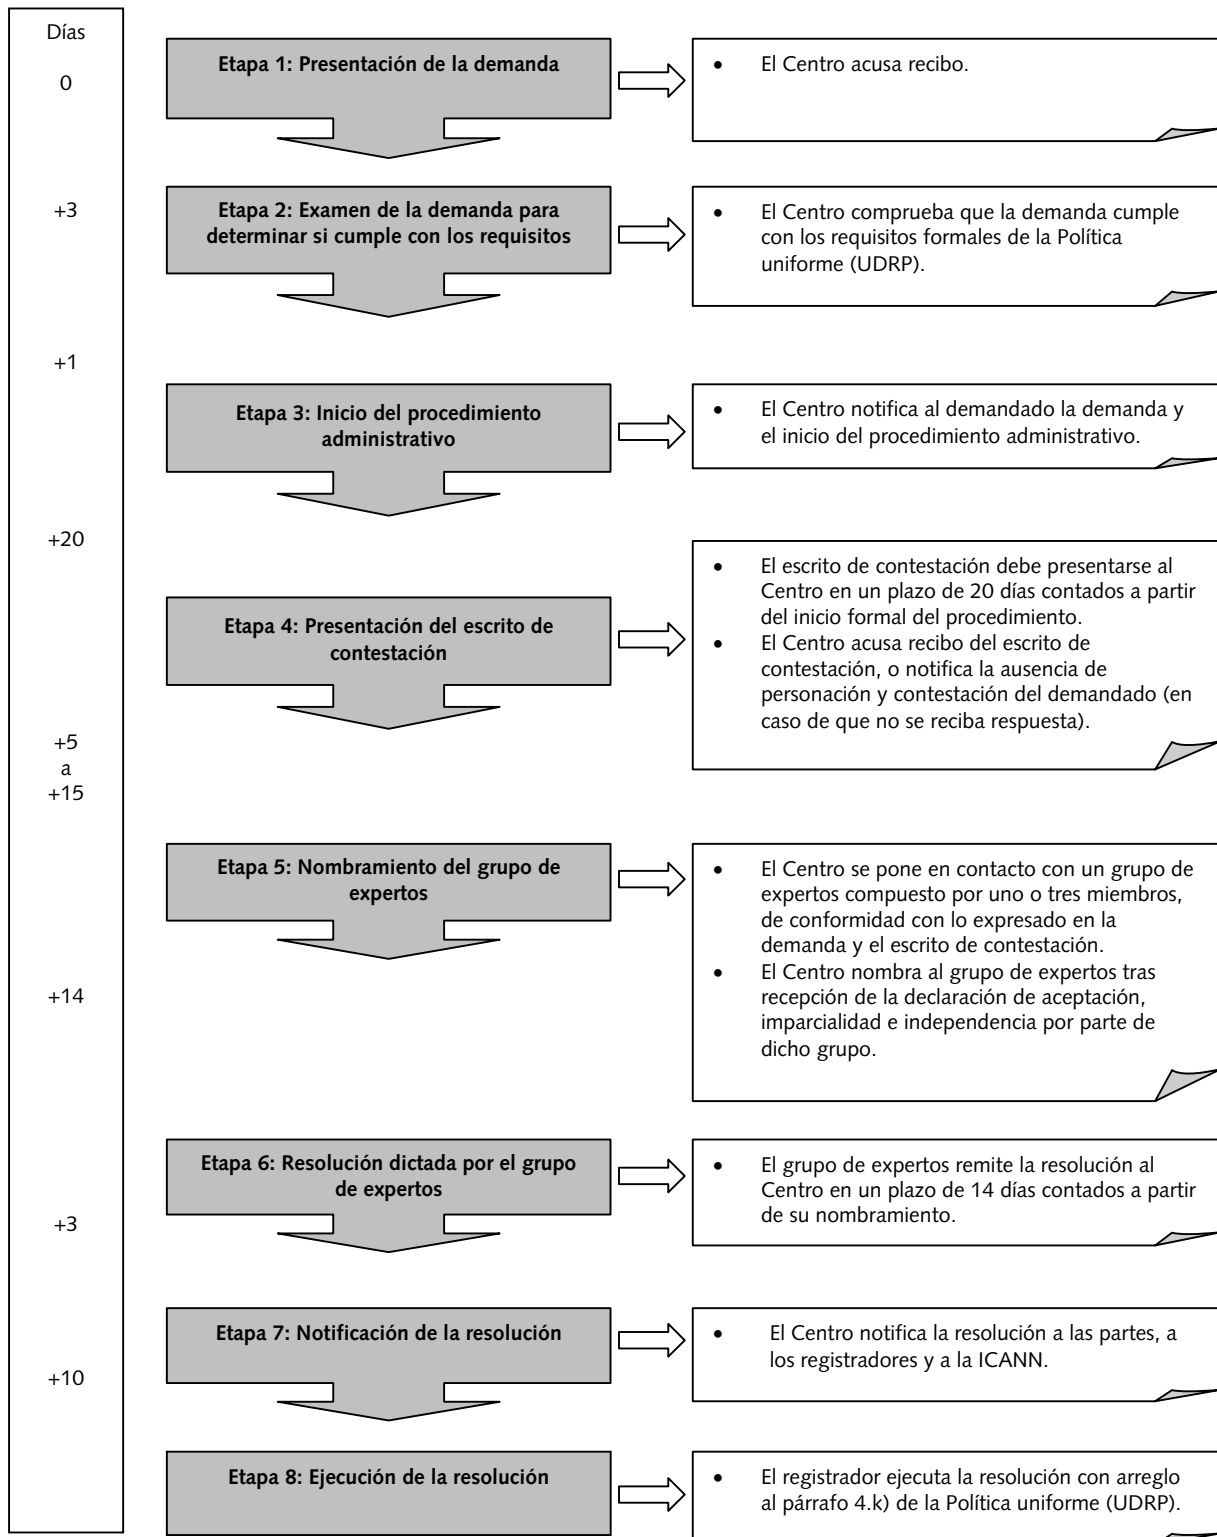 Días
0
Etapa 1: Presentación de la demanda
• El Centro acusa recibo.
+3
Etapa 2: Examen de la demanda para
determinar si cumple con los requisitos
• El Centro comprueba que la demanda cumple
con los requisitos formales de la Política
uniforme (UDRP).
+1
Etapa 3: Inicio del procedimiento
administrativo
• El Centro notifica al demandado la demanda y
el inicio del procedimiento administrativo.
+20
Etapa 4: Presentación del escrito de
contestación
• El escrito de contestación debe presentarse al
Centro en un plazo de 20 días contados a partir
del inicio formal del procedimiento.
• El Centro acusa recibo del escrito de
contestación, o notifica la ausencia de
personación y contestación del demandado (en
caso de que no se reciba respuesta).
+5
a
+15
Etapa 5: Nombramiento del grupo de
expertos
• El Centro se pone en contacto con un grupo de
expertos compuesto por uno o tres miembros,
de conformidad con lo expresado en la
demanda y el escrito de contestación.
• El Centro nombra al grupo de expertos tras
recepción de la declaración de aceptación,
imparcialidad e independencia por parte de
dicho grupo.
+14
Etapa 6: Resolución dictada por el grupo
de expertos
• El grupo de expertos remite la resolución al
Centro en un plazo de 14 días contados a partir
de su nombramiento.
+3
Etapa 7: Notificación de la resolución
• El Centro notifica la resolución a las partes, a
los registradores y a la ICANN.
+10
Etapa 8: Ejecución de la resolución
• El registrador ejecuta la resolución con arreglo
al párrafo 4.k) de la Política uniforme (UDRP).